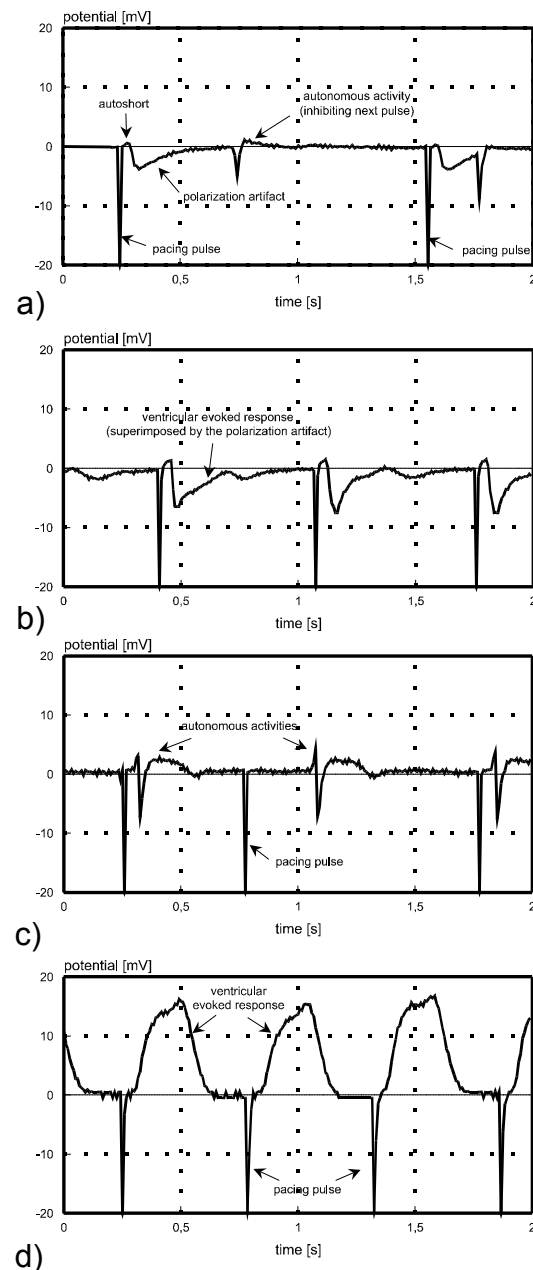 potential [mV]
20
10
0
-10
-20
autoshort
autonomous activity
(inhibiting next pulse)
polarization artifact
pacing pulse
pacing pulse
0
0,5
1
1,5
2
time [s]
a)
potential [mV]
20
10
0
-10
-20
ventricular evoked response
(superimposed by the polarization artifact)
0
0,5
1
1,5
2
time [s]
b)
potential [mV]
20
10
0
-10
-20
autonomous activities
pacing pulse
0
0,5
1
1,5
2
time [s]
c)
potential [mV]
20
10
0
-10
-20
ventricular
evoked response
pacing pulse
0
0,5
1
1,5
2
time [s]
d)